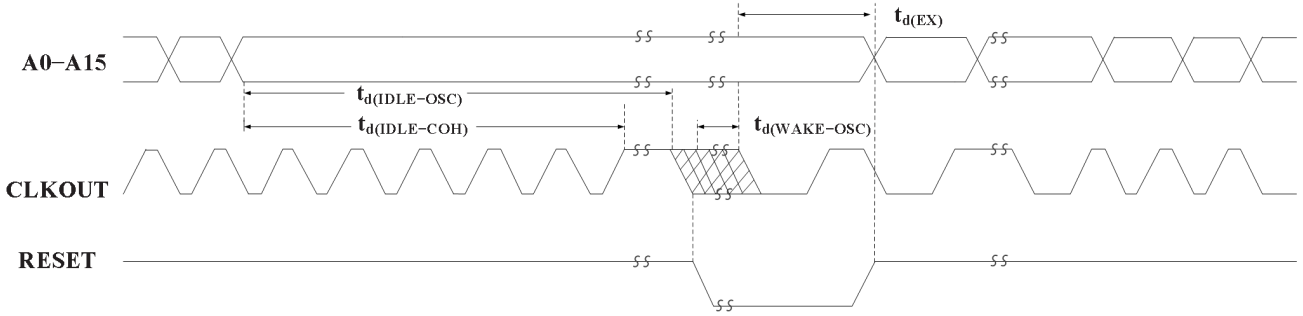 t_d(EX)
A0−A15
t_d(IDLE−OSC)
t_d(IDLE−COH)
t_d(WAKE−OSC)
CLKOUT
RESET